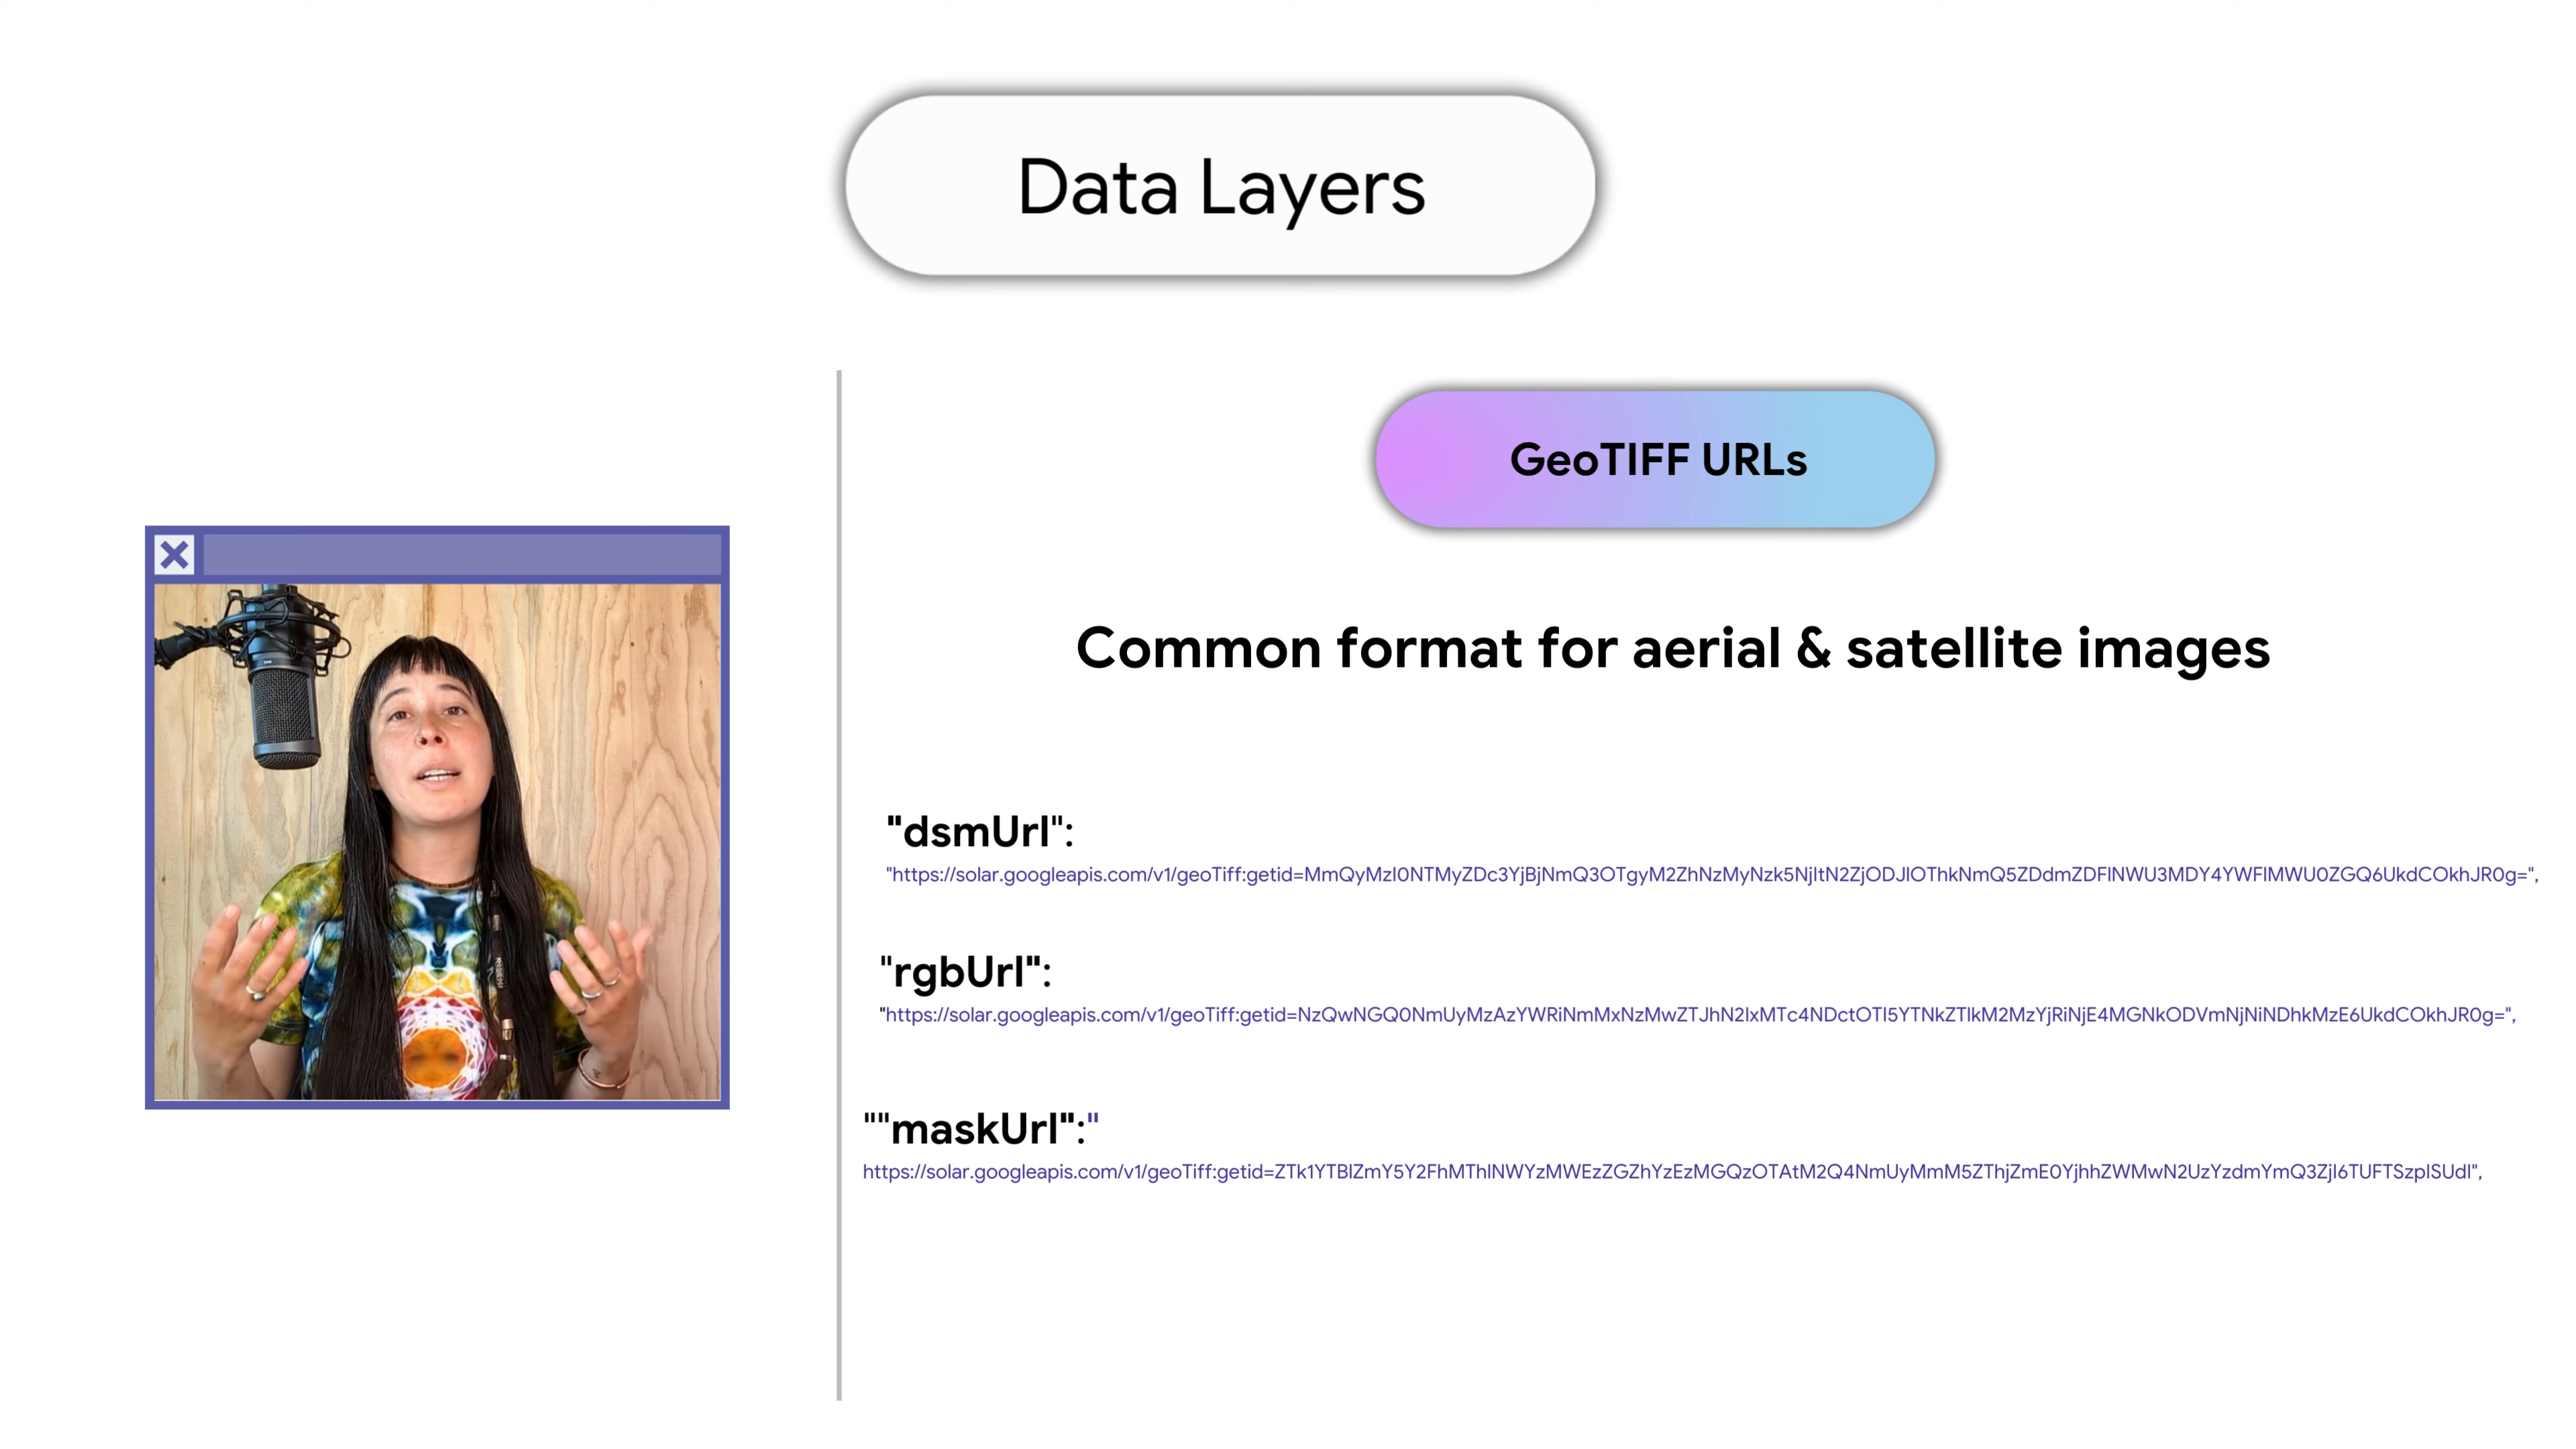 Data Layers
GeoTIFF URLs
Common format for aerial & satellite images
"dsmUrl":
"https://solar.googleapis.com/v1/geoTiff:getid=MmQyMzI0NTMyZDc3YjBjNmQ3OTgyM2ZhNzMyNzk5NjItN2ZjODJlOThkNmQ5ZDdmZDFlNWU3MDY4YWFlMWU0ZGQ6UkdCOkhJR0g=",
"rgbUrl":
"https://solar.googleapis.com/v1/geoTiff:getid=NzQwNGQ0NmUyMzAzYWRiNmMxNzMwZTJhN2IxMTc4NDctOTI5YTNkZTlkM2MzYjRiNjE4MGNkODVmNjNiNDhkMzE6UkdCOkhJR0g=",
""maskUrl":"
https://solar.googleapis.com/v1/geoTiff:getid=ZTk1YTBlZmY5Y2FhMThlNWYzMWEzZGZhYzEzMGQzOTAtM2Q4NmUyMmM5ZThjZmE0YjhhZWMwN2UzYzdmYmQ3ZjI6TUFTSzpISUdI",